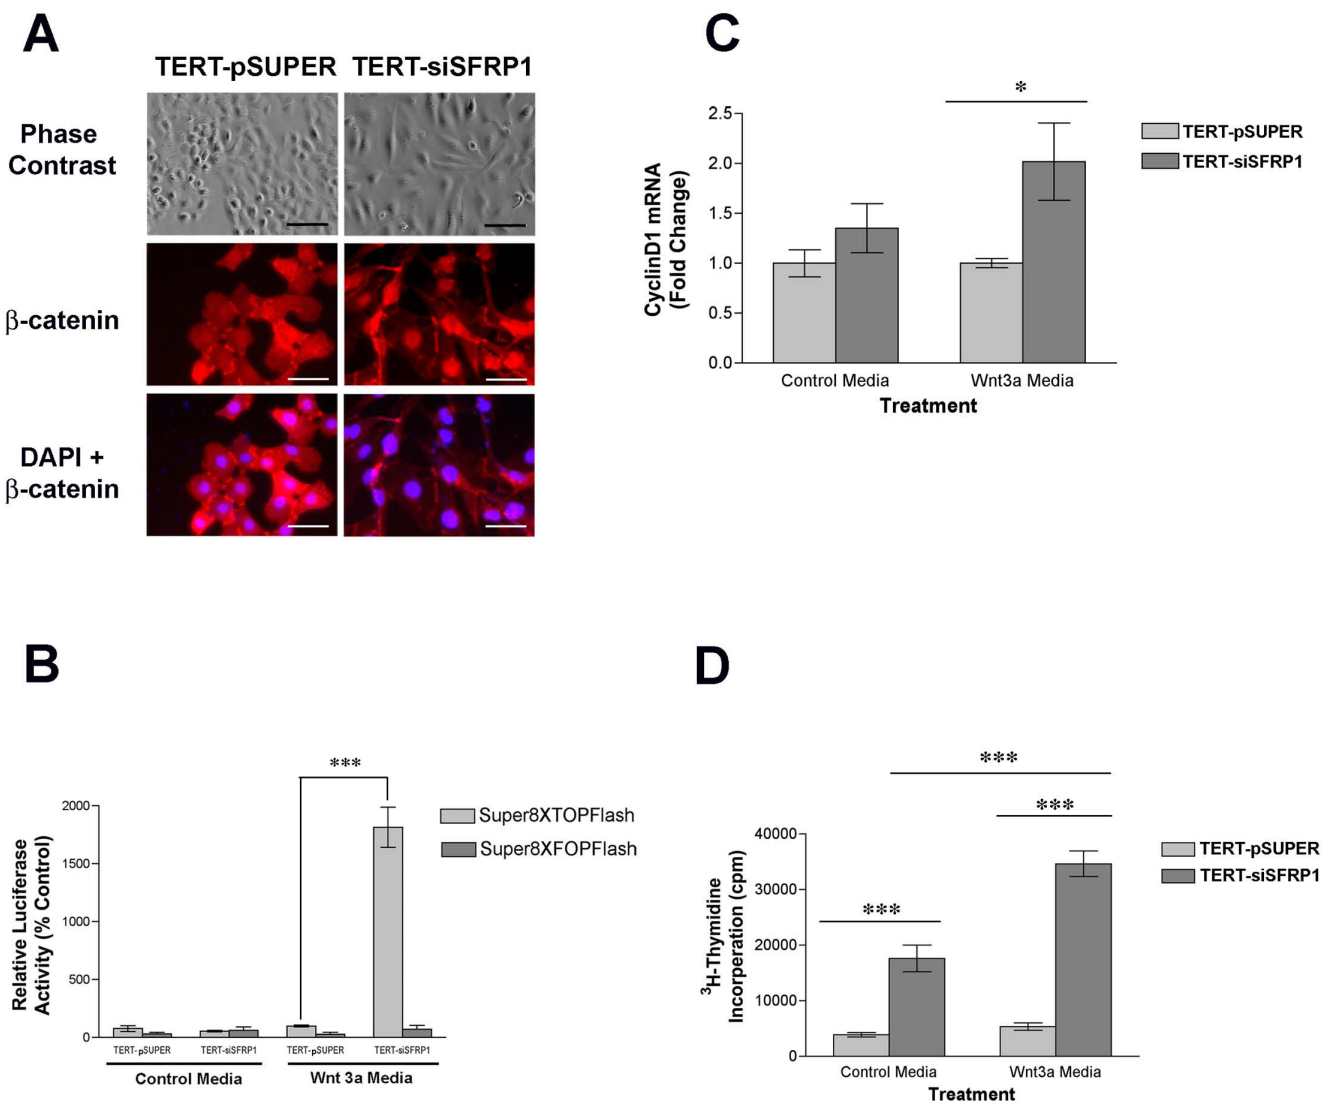 A
TERT-pSUPER TERT-siSFRP1
Phase
Contrast
β-catenin
DAPI +
β-catenin
C
*
2.5
2.0
1.5
1.0
0.5
0.0
CyclinD1 mRNA
(Fold Change)
Control Media
Wnt3a Media
Treatment
TERT-pSUPER
TERT-siSFRP1
B
***
2000
1500
1000
500
0
Relative Luciferase
Activity (% Control)
TERT-pSUPER
TERT-siSFRP1
TERT-pSUPER
TERT-siSFRP1
Control Media
Wnt 3a Media
Super8XTOPFlash
Super8XFOPFlash
D
***
***
***
40000
30000
20000
10000
0
³H-Thymidine
Incorperation (cpm)
Control Media
Wnt3a Media
Treatment
TERT-pSUPER
TERT-siSFRP1